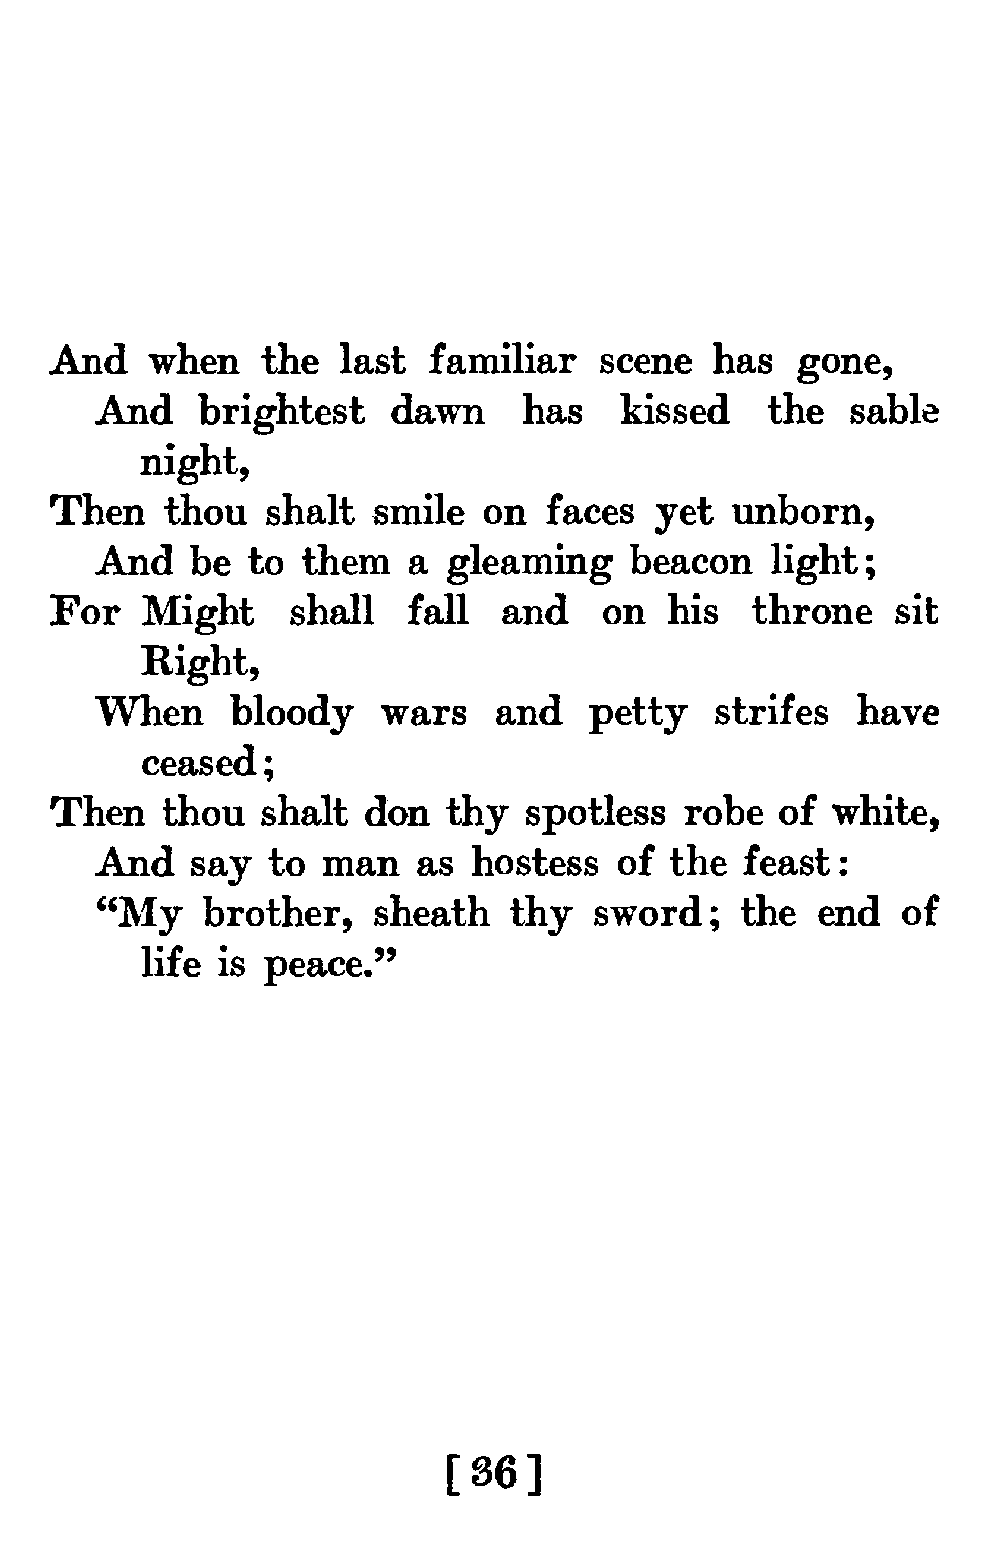 And when the last familiar scene has gone,
And brightest dawn has kissed the sable
night,
Then thou shalt smile on faces yet unborn,
And be to them a gleaming beacon light;
For Might shall fall and on his throne sit
Right,
When bloody wars and petty strifes have
ceased;
Then thou shalt don thy spotless robe of white,
And say to man as hostess of the feast:
“My brother, sheath thy sword; the end of
life is peace.”
[ 36 ]